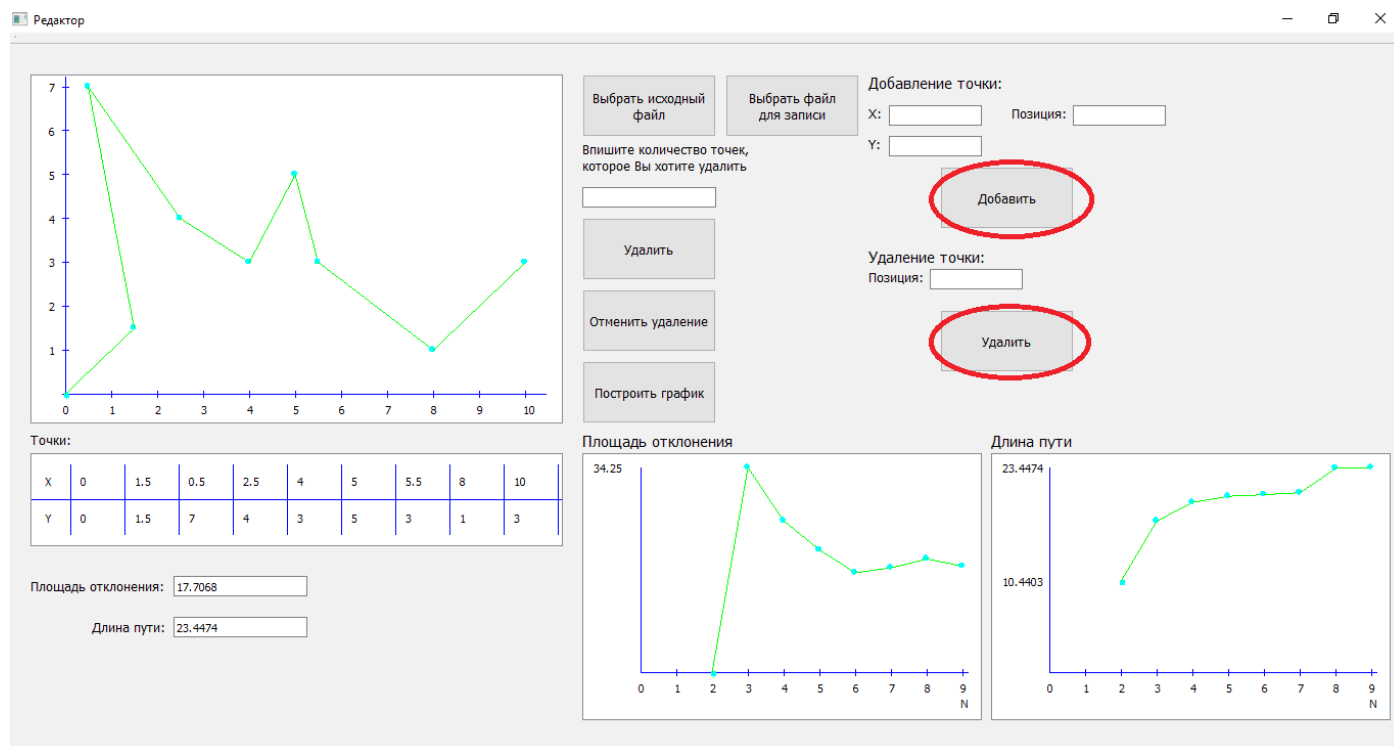 Редактор
7
6
5
4
3
2
1
0 1 2 3 4 5 6 7 8 9 10
Выбрать исходный
файл
Выбрать файл
для записи
Впишите количество точек,
которое Вы хотите удалить
Удалить
Отменить удаление
Построить график
Добавление точки:
X: Позиция:
Y:
Добавить
Удаление точки:
Позиция:
Удалить
Точки:
X 0 1.5 0.5 2.5 4 5 5.5 8 10
Y 0 1.5 7 4 3 5 3 1 3
Площадь отклонения: 17.7068
Длина пути: 23.4474
Площадь отклонения
34.25
0 1 2 3 4 5 6 7 8 9
N
Длина пути
23.4474
10.4403
0 1 2 3 4 5 6 7 8 9
N